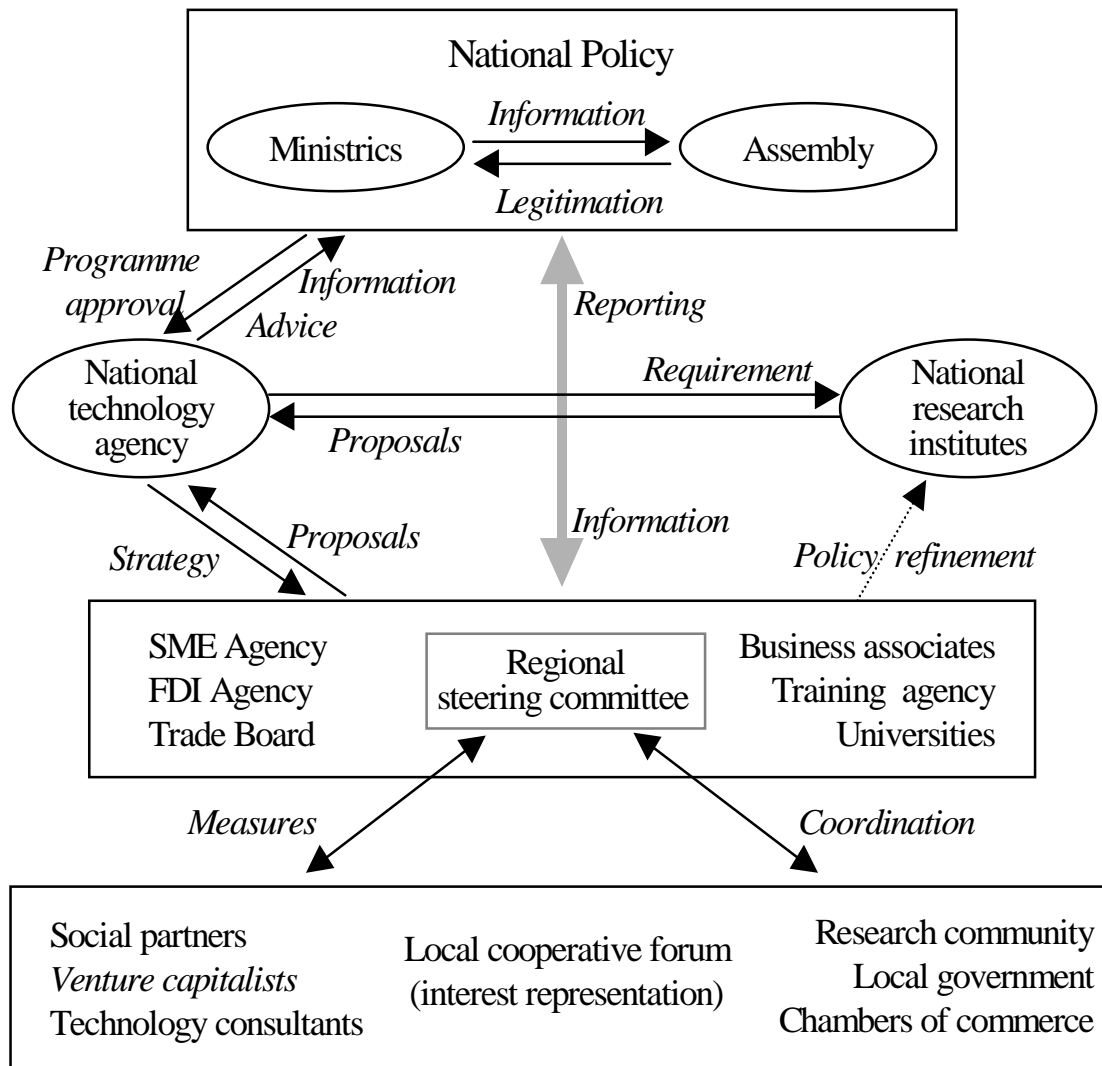 National Policy
Information
Ministrics
Assembly
Legitimation
Programme
approval
Information
Advice
Reporting
National
technology
agency
Requirement
Proposals
National
research
institutes
Strategy
Proposals
Information
Policy refinement
SME Agency
FDI Agency
Trade Board
Regional
steering committee
Business associates
Training agency
Universities
Measures
Coordination
Social partners
Venture capitalists
Technology consultants
Local cooperative forum
(interest representation)
Research community
Local government
Chambers of commerce